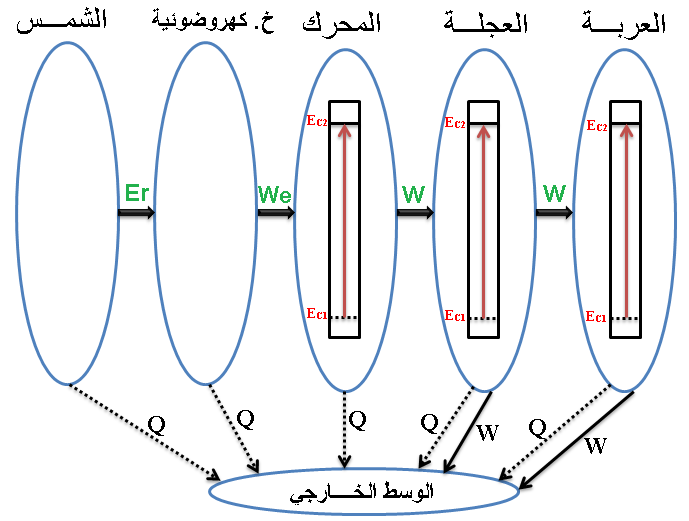 الشمـــس
خ. كهروضوئية
المحرك
العجلـــة
العربـــة
Ec2
Ec2
Ec2
Er
We
W
W
Ec1
Ec1
Ec1
Q
Q
Q
Q
W
Q
W
الوسط الخـــارجي